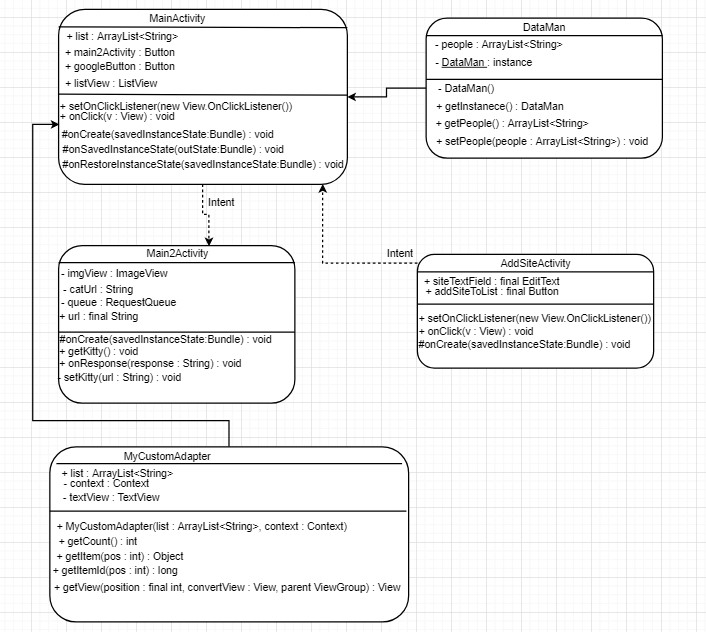 MainActivity
+ list : ArrayList<String>
+ main2Activity : Button
+ googleButton : Button
+ listView : ListView
+ setOnClickListener(new View.OnClickListener())
+ onClick(v : View) : void
#onCreate(savedInstanceState:Bundle) : void
#onSavedInstanceState(outState:Bundle) : void
#onRestoreInstanceState(savedInstanceState:Bundle) : void
DataMan
- people : ArrayList<String>
- DataMan : instance
- DataMan()
+ getInstanece() : DataMan
+ getPeople() : ArrayList<String>
+ setPeople(people : ArrayList<String>) : void
Intent
Intent
Main2Activity
- imgView : ImageView
- catUrl : String
- queue : RequestQueue
+ url : final String
#onCreate(savedInstanceState:Bundle) : void
+ getKitty() : void
+ onResponse(response : String) : void
- setKitty(url : String) : void
AddSiteActivity
+ siteTextField : final EditText
+ addSiteToList : final Button
+ setOnClickListener(new View.OnClickListener())
+ onClick(v : View) : void
#onCreate(savedInstanceState:Bundle) : void
MyCustomAdapter
+ list : ArrayList<String>
- context : Context
- textView : TextView
+ MyCustomAdapter(list : ArrayList<String>, context : Context)
+ getCount() : int
+ getItem(pos : int) : Object
+ getItemId(pos : int) : long
+ getView(position : final int, convertView : View, parent ViewGroup) : View